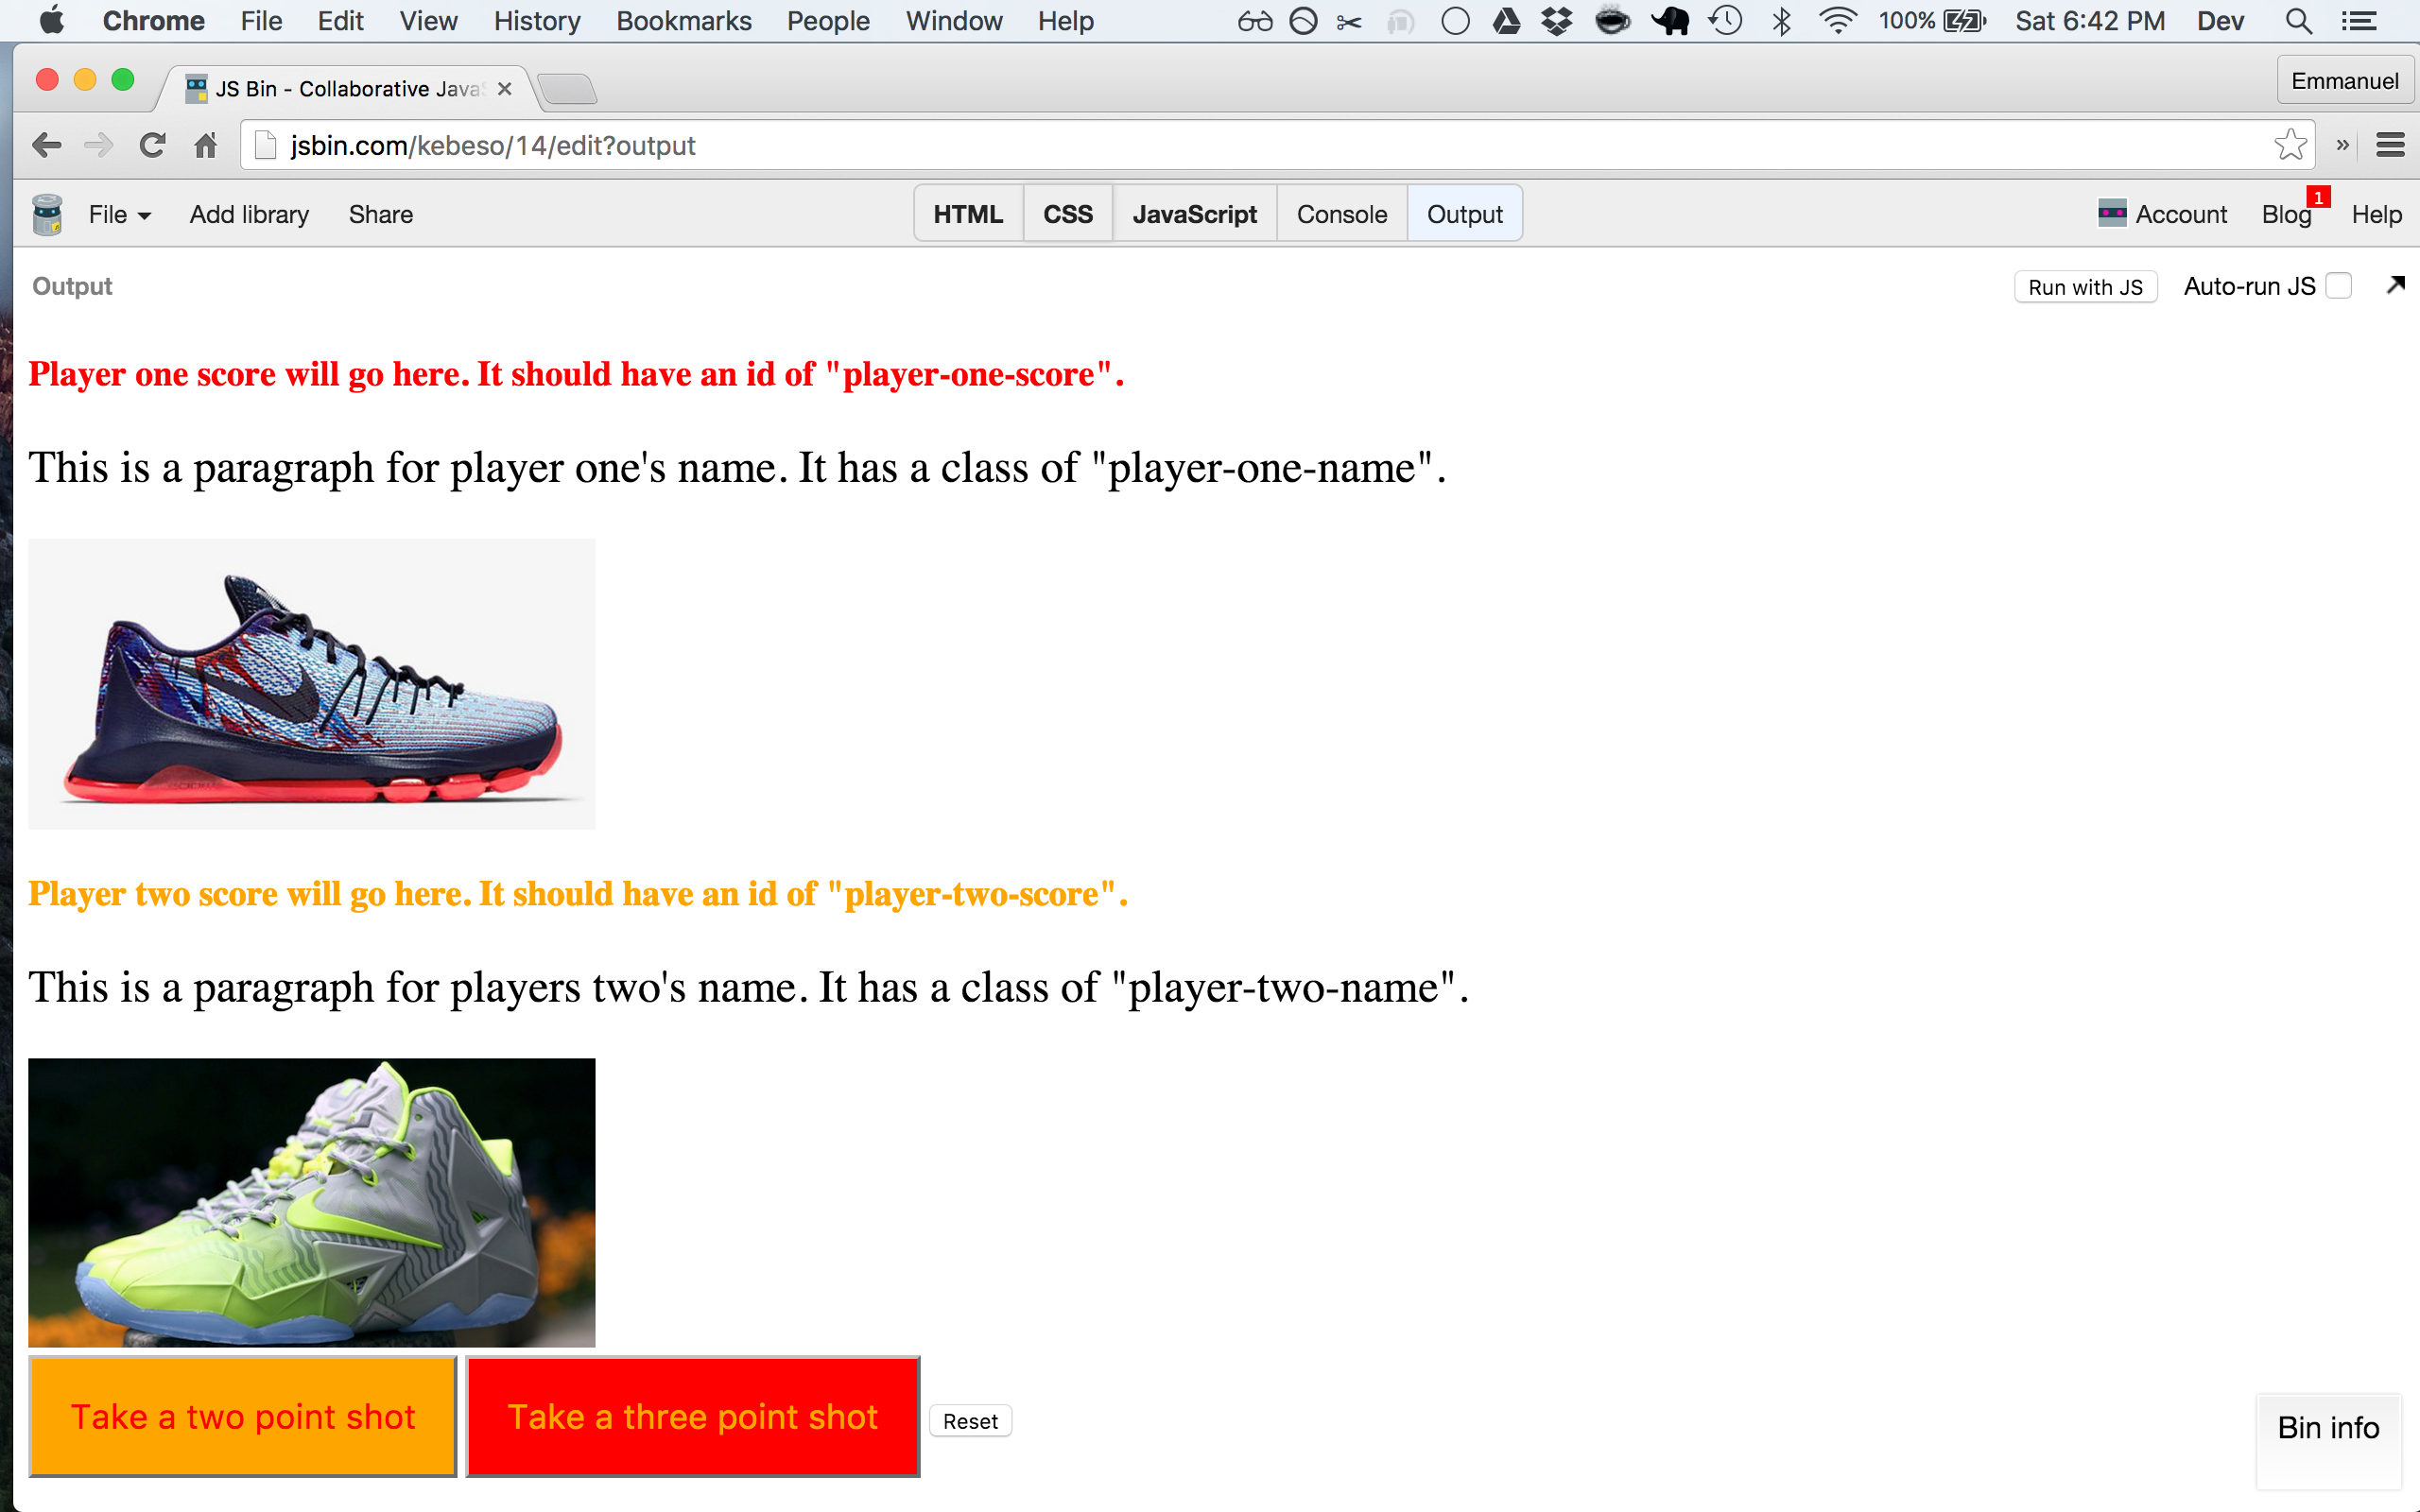 Chrome File Edit View History Bookmarks People Window Help 100% Sat 6:42 PM Dev
JS Bin - Collaborative Java
Emmanuel
jsbin.com/kebeso/14/edit?output
»
File Add library Share HTML CSS JavaScript Console Output Account Blog 1 Help
Output Run with JS Auto-run JS
Player one score will go here. It should have an id of "player-one-score".
This is a paragraph for player one's name. It has a class of "player-one-name".
Player two score will go here. It should have an id of "player-two-score".
This is a paragraph for players two's name. It has a class of "player-two-name".
Take a two point shot Take a three point shot Reset
Bin info